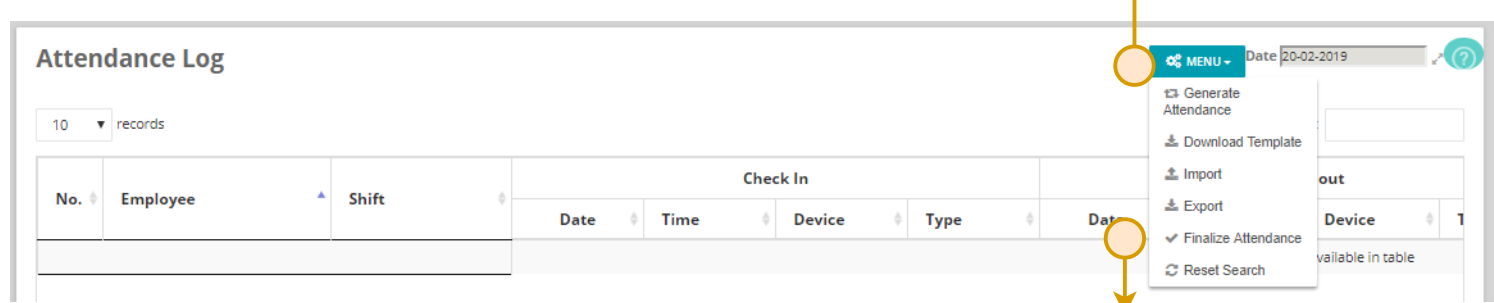 Attendance Log
MENU
Date 20-02-2019
?
Generate
Attendance
10 records
:
Download Template
Import
Check In
out
No. Employee Shift
Export
Date Time Device Type Date Device T
Finalize Attendance
vailable in table
Reset Search